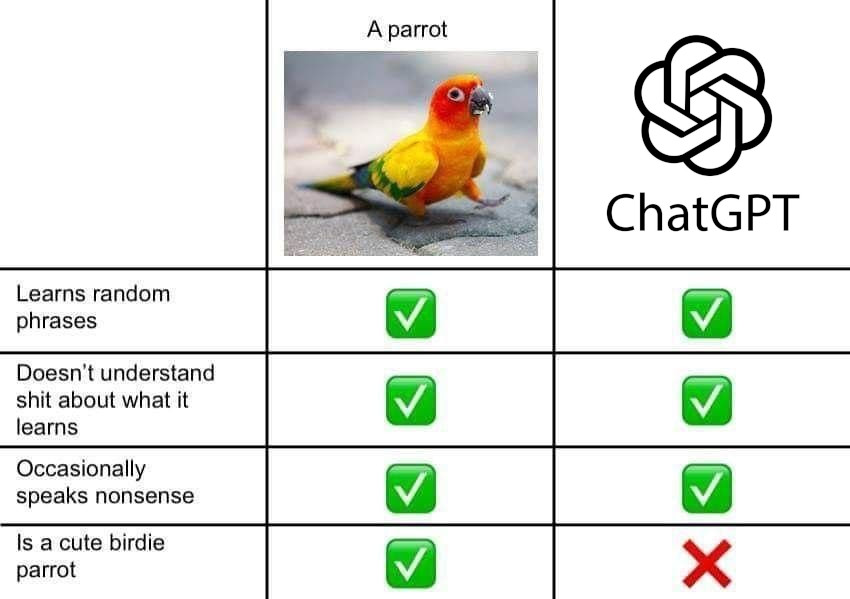 A parrot
ChatGPT
Learns random
phrases
Doesn't understand
shit about what it
learns
Occasionally
speaks nonsense
Is a cute birdie
parrot